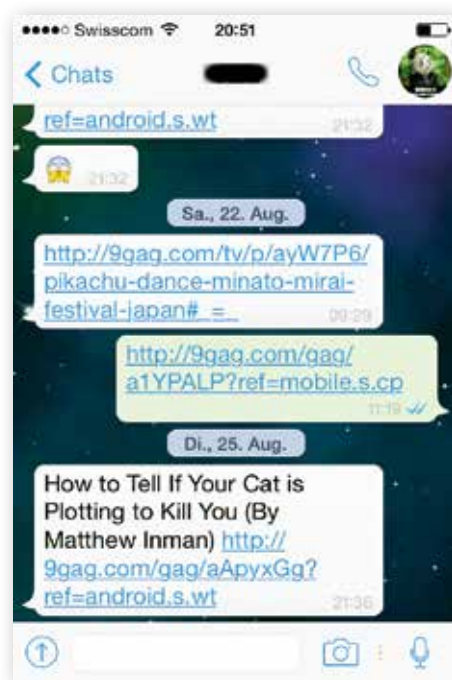 Swisscom 20:51
Chats
ref=android.s.wt
21:32
21:32
Sa., 22. Aug.
http://9gag.com/tv/p/ayW7P6/
pikachu-dance-minato-mirai-
festival-japan#_=_
09:29
http://9gag.com/gag/
a1YPALP?ref=mobile.s.cp
11:19
Di., 25. Aug.
How to Tell If Your Cat is
Plotting to Kill You (By
Matthew Inman) http://
9gag.com/gag/aApyxGg?
ref=android.s.wt
21:36